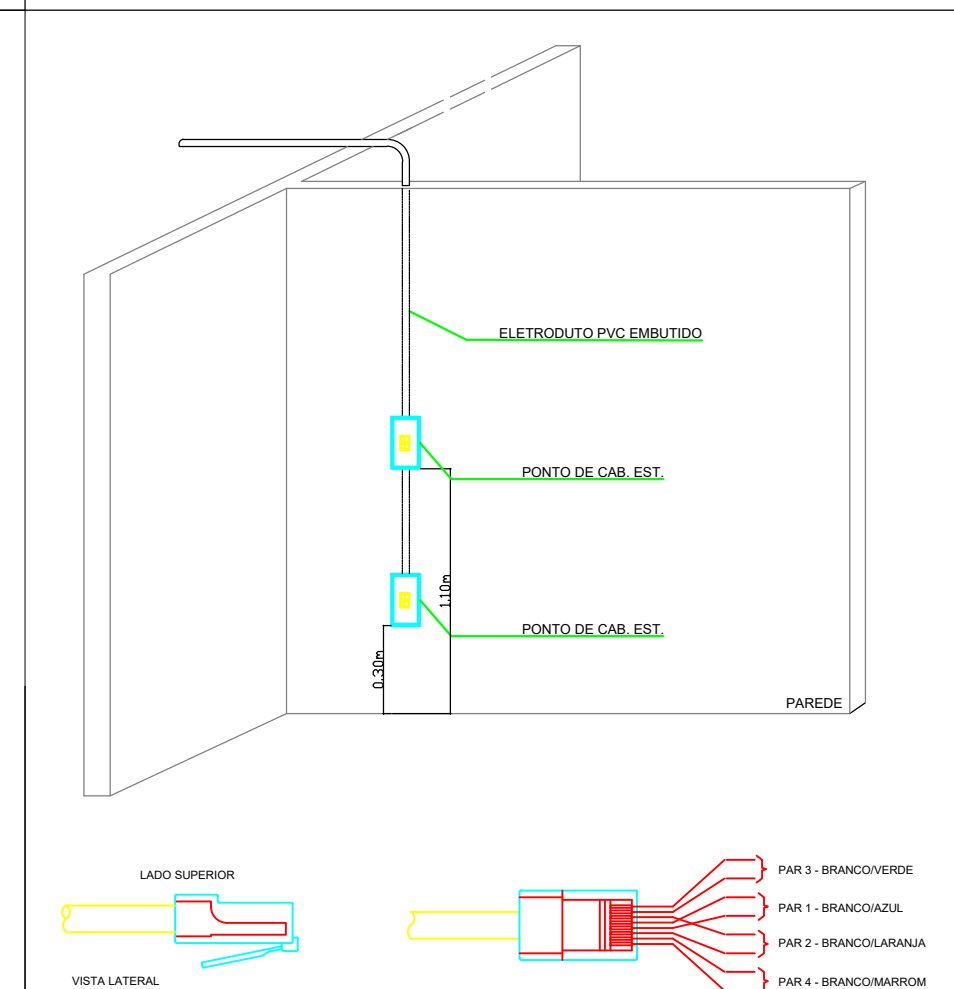 ELETRODUTO PVC EMBUTIDO
PONTO DE CAB. EST.
1.10m
PONTO DE CAB. EST.
0.30m
PAREDE
LADO SUPERIOR
PAR 3 - BRANCO/VERDE
PAR 1 - BRANCO/AZUL
PAR 2 - BRANCO/LARANJA
VISTA LATERAL
PAR 4 - BRANCO/MARROM